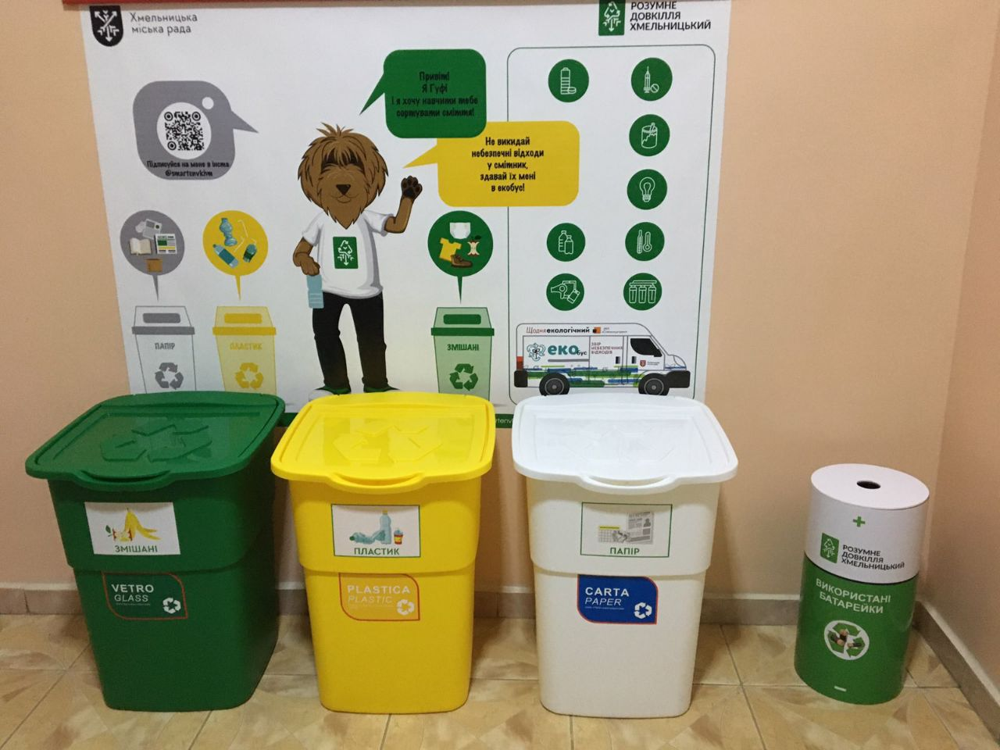 Хмельницька
міська рада
РОЗУМНЕ
ДОВКІЛЛЯ
ХМЕЛЬНИЦЬКИЙ
Привіт!
Я Гуфі
І я хочу навчити тебе
сортувати сміття!
Не викидай
небезпечні відходи
у смітник,
здавай їх мені
в екобус!
Підписуйся на мене в інста
@smartenvkhm
ПАПІР
ПЛАСТИК
ЗМІШАНІ
Щодня екологічний
екобус
ЗБІР
НЕБЕЗПЕЧНИХ
ВІДХОДІВ
ЗМІШАНІ
VETRO
GLASS
ПЛАСТИК
PLASTICA
PLASTIC
ПАПІР
CARTA
PAPER
РОЗУМНЕ
ДОВКІЛЛЯ
ХМЕЛЬНИЦЬКИЙ
ВИКОРИСТАНІ
БАТАРЕЙКИ